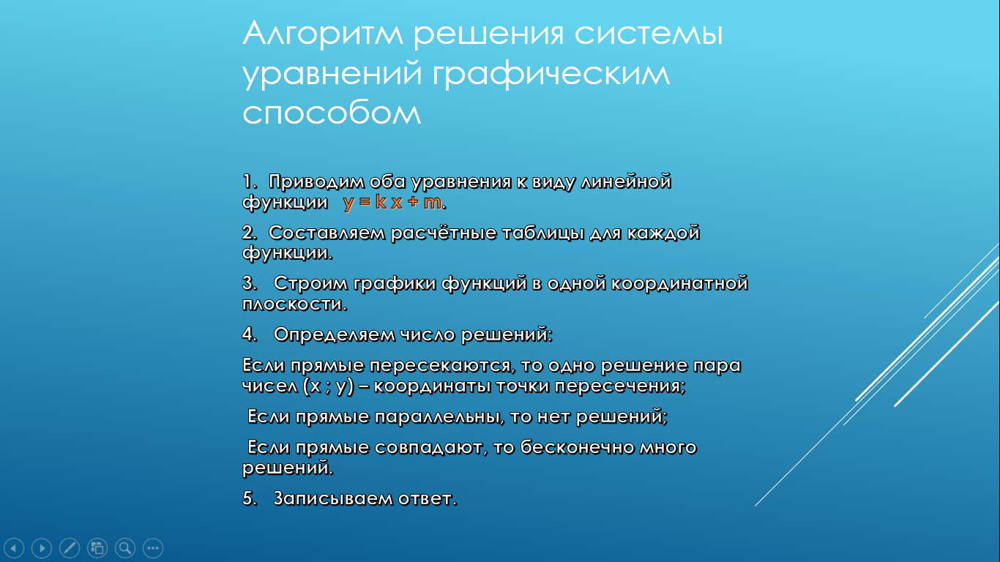 Алгоритм решения системы
уравнений графическим
способом
1. Приводим оба уравнения к виду линейной
функции y = k x + m.
2. Составляем расчётные таблицы для каждой
функции.
3. Строим графики функций в одной координатной
плоскости.
4. Определяем число решений:
Если прямые пересекаются, то одно решение пара
чисел (х ; у) – координаты точки пересечения;
Если прямые параллельны, то нет решений;
Если прямые совпадают, то бесконечно много
решений.
5. Записываем ответ.